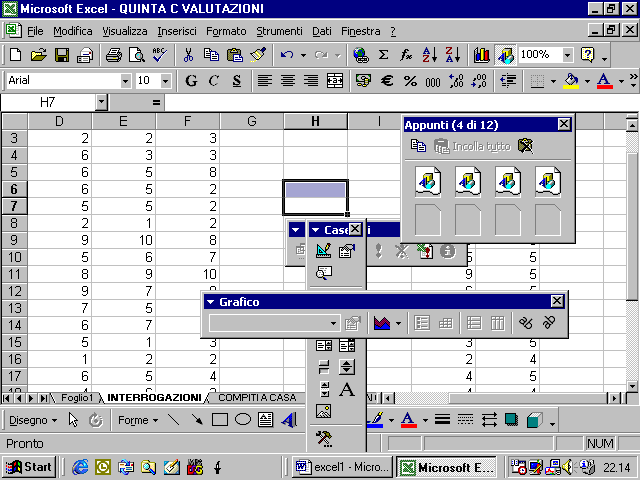 Microsoft Excel - QUINTA C VALUTAZIONI
File Modifica Visualizza Inserisci Formato Strumenti Dati Finestra ?
Σ fx 100% ?
Arial 10 G C S € % 000
H7 =
D E F G H I
3 2 2 3
4 6 3 3
5 6 5 8
6 6 5 2
7 5 5 2
8 2 1 2
9 9 10 8
10 5 6 7 5 5
11 8 9 10 9 5
12 9 7
13 7 5
14 6 7
15 5 1 3 3 5
16 1 2 2 2 4
17 6 5 4 5 4
Appunti (4 di 12)
Incolla tutto
Grafico
Foglio1 INTERROGAZIONI COMPITI A CASA
Disegno Forme
Pronto NUM
Start excel1 - Micro... Microsoft E... 22.14